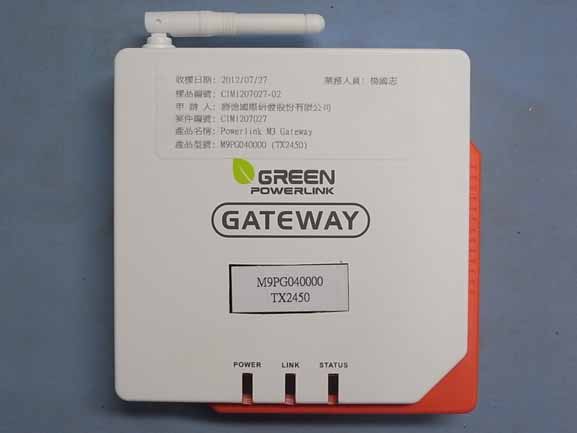 收樣日期: 2012/07/27 業務人員: 楊國志
樣品編號: CIM1207027-02
申 請 人: 勝德國際研發股份有限公司
案件編號: CIM1207027
產品名稱: Powerlink M3 Gateway
產品型號: M9PG040000 (TX2450)
GREEN
POWERLINK
GATEWAY
M9PG040000
TX2450
POWER LINK STATUS